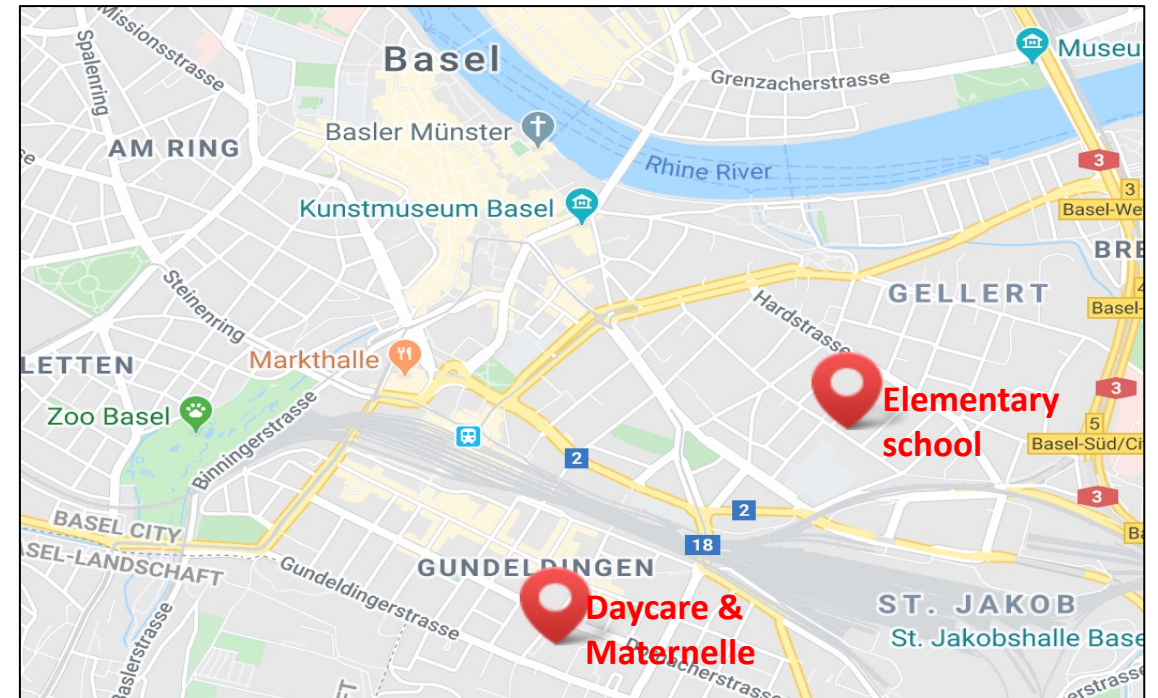 Missionsstrasse
Spalenring
Basel
Museu
Grenzacherstrasse
AM RING
Basler Münster
Rhine River
3
3
Basel-We
Kunstmuseum Basel
BRE
GELLERT
Steinenring
Hardstrasse
Basel-
LETTEN
Markthalle
Zoo Basel
Binningerstrasse
3
Elementary
school
5
Basel-Süd/Ci
2
3
2
18
BASEL CITY
ASEL-LANDSCHAFT
GUNDELDINGEN
Gundeldingerstrasse
Daycare &
Maternelle
ST. JAKOB
St. Jakobshalle Base
Baslerstrasse